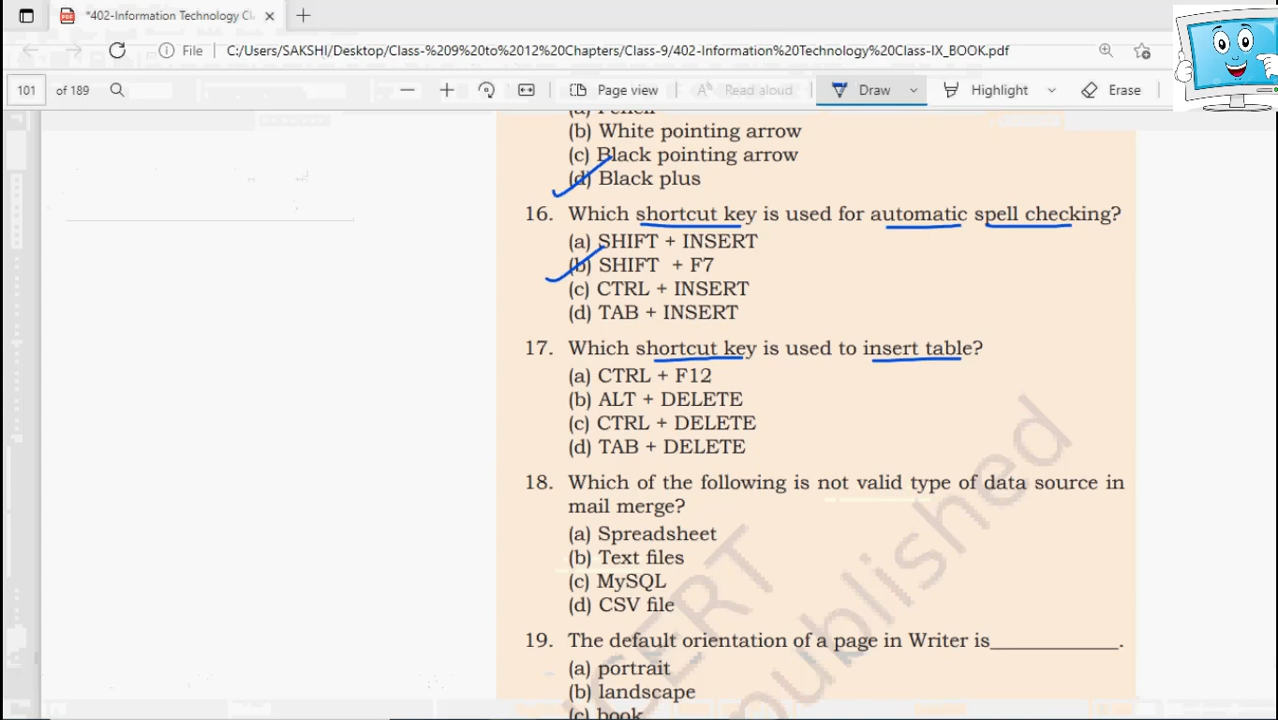 *402-Information Technology Cl
File C:/Users/SAKSHI/Desktop/Class-%209%20to%2012%20Chapters/Class-9/402-Information%20Technology%20Class-IX_BOOK.pdf
101 of 189 Page view Read aloud Draw Highlight Erase
(a) Pencil
(b) White pointing arrow
(c) Black pointing arrow
(d) Black plus
16. Which shortcut key is used for automatic spell checking?
(a) SHIFT + INSERT
(b) SHIFT + F7
(c) CTRL + INSERT
(d) TAB + INSERT
17. Which shortcut key is used to insert table?
(a) CTRL + F12
(b) ALT + DELETE
(c) CTRL + DELETE
(d) TAB + DELETE
18. Which of the following is not valid type of data source in
mail merge?
(a) Spreadsheet
(b) Text files
(c) MySQL
(d) CSV file
19. The default orientation of a page in Writer is____________.
(a) portrait
(b) landscape
(c) book
published